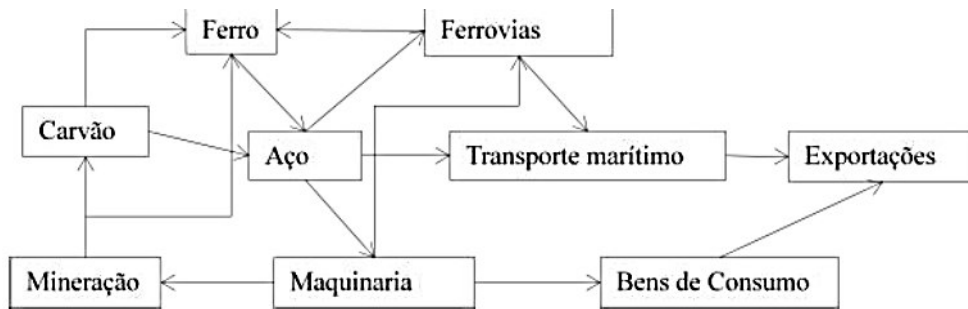 Ferro
Ferrovias
Carvão
Aço
Transporte marítimo
Exportações
Mineração
Maquinaria
Bens de Consumo